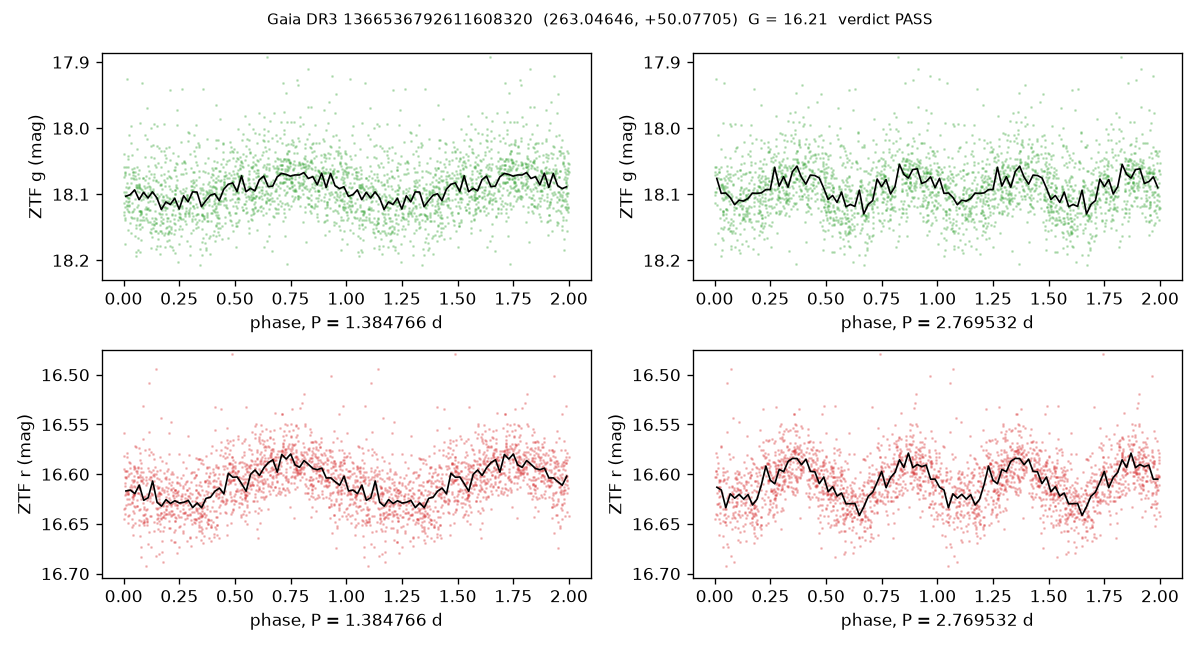 Gaia DR3 1366536792611608320 (263.04646, +50.07705) G = 16.21 verdict PASS
ZTF g (mag)
17.9
18.0
18.1
18.2
0.00 0.25 0.50 0.75 1.00 1.25 1.50 1.75 2.00
phase, P = 1.384766 d
ZTF g (mag)
17.9
18.0
18.1
18.2
0.00 0.25 0.50 0.75 1.00 1.25 1.50 1.75 2.00
phase, P = 2.769532 d
ZTF r (mag)
16.50
16.55
16.60
16.65
16.70
0.00 0.25 0.50 0.75 1.00 1.25 1.50 1.75 2.00
phase, P = 1.384766 d
ZTF r (mag)
16.50
16.55
16.60
16.65
16.70
0.00 0.25 0.50 0.75 1.00 1.25 1.50 1.75 2.00
phase, P = 2.769532 d